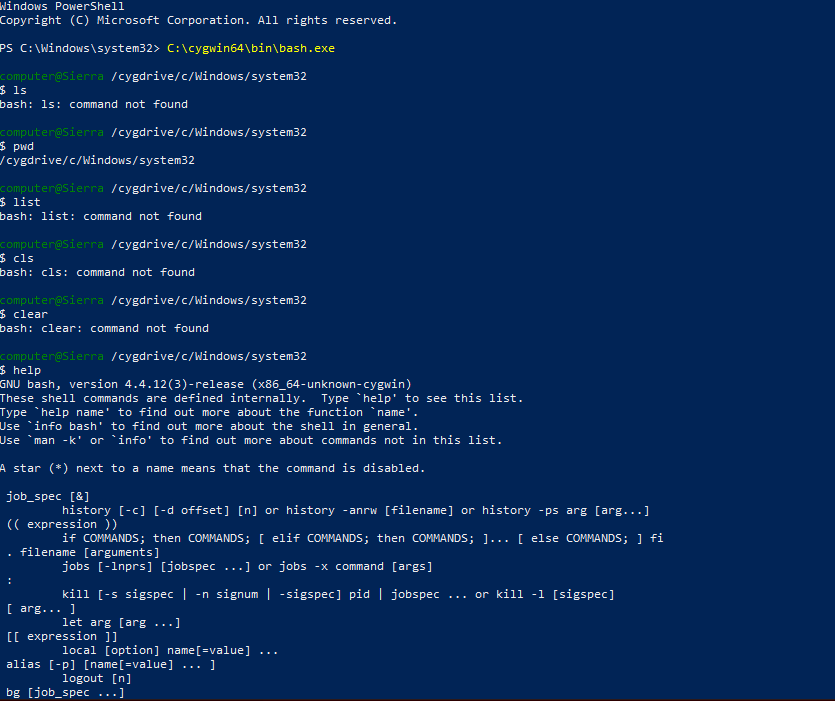 Windows PowerShell
Copyright (C) Microsoft Corporation. All rights reserved.
PS C:\Windows\system32> C:\cygwin64\bin\bash.exe
computer@Sierra /cygdrive/c/Windows/system32
$ ls
bash: ls: command not found
computer@Sierra /cygdrive/c/Windows/system32
$ pwd
/cygdrive/c/Windows/system32
computer@Sierra /cygdrive/c/Windows/system32
$ list
bash: list: command not found
computer@Sierra /cygdrive/c/Windows/system32
$ cls
bash: cls: command not found
computer@Sierra /cygdrive/c/Windows/system32
$ clear
bash: clear: command not found
computer@Sierra /cygdrive/c/Windows/system32
$ help
GNU bash, version 4.4.12(3)-release (x86_64-unknown-cygwin)
These shell commands are defined internally.  Type `help' to see this list.
Type `help name' to find out more about the function `name'.
Use `info bash' to find out more about the shell in general.
Use `man -k' or `info' to find out more about commands not in this list.
A star (*) next to a name means that the command is disabled.
job_spec [&]
history [-c] [-d offset] [n] or history -anrw [filename] or history -ps arg [arg...]
(( expression ))
if COMMANDS; then COMMANDS; [ elif COMMANDS; then COMMANDS; ]... [ else COMMANDS; ] fi
. filename [arguments]
jobs [-lnprs] [jobspec ...] or jobs -x command [args]
:
kill [-s sigspec | -n signum | -sigspec] pid | jobspec ... or kill -l [sigspec]
[ arg... ]
let arg [arg ...]
[[ expression ]]
local [option] name[=value] ...
alias [-p] [name[=value] ... ]
logout [n]
bg [job_spec ...]